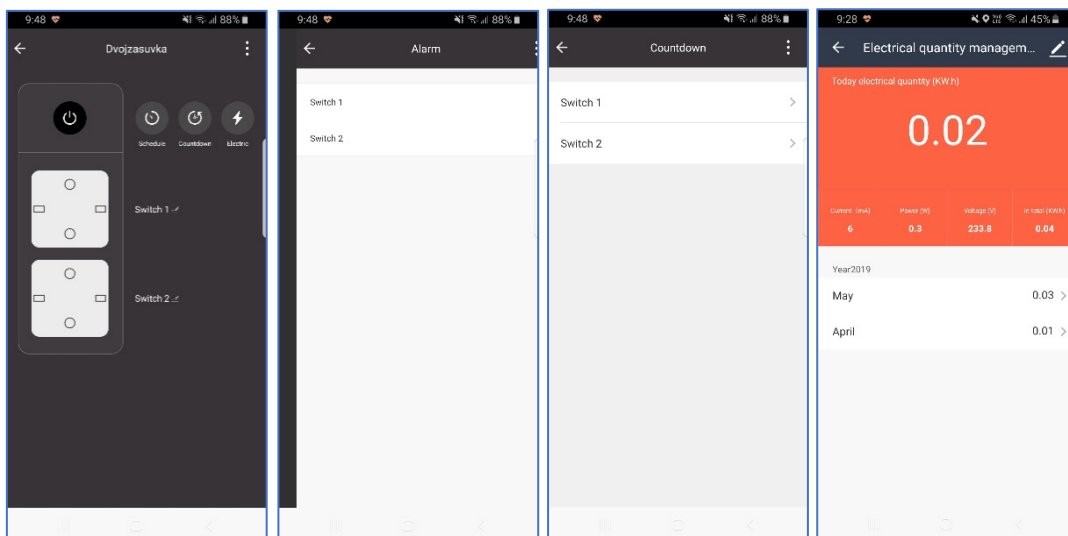 9:48 88%
Dvojzasuvka
Schedule Countdown Electric
Switch 1
Switch 2
9:48 88%
Alarm
Switch 1
Switch 2
9:48 88%
Countdown
Switch 1
Switch 2
9:28 45%
Electrical quantity managem...
Today electrical quantity (KW.h)
0.02
Current (mA) Power (W) Voltage (V) In total (KW.h)
6 0.3 233.8 0.04
Year2019
May 0.03
April 0.01